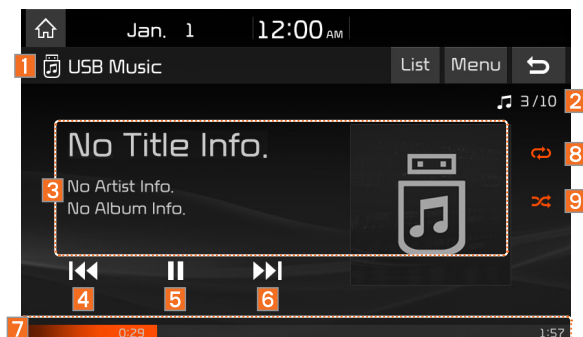 Jan. 1 12:00 AM
1 USB Music List Menu
3/10 2
No Title Info.
8
3 No Artist Info.
9
No Album Info.
4 5 6
7 0:29 1:57